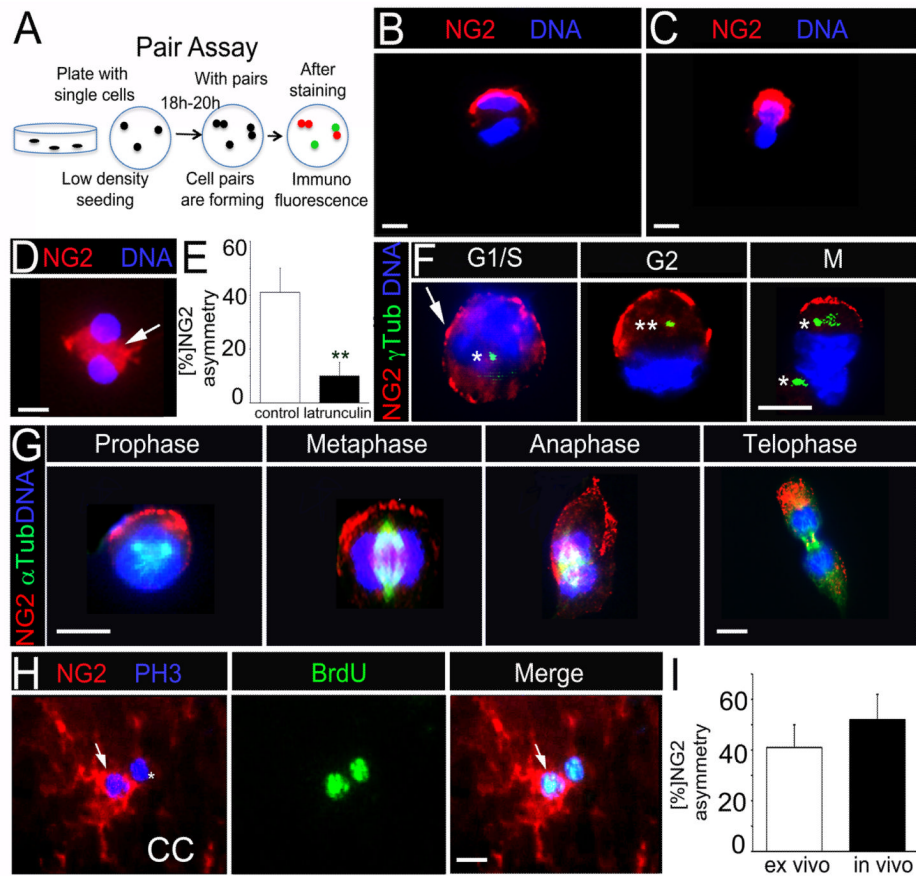 A
Pair Assay
Plate with
single cells
18h-20h
With pairs
After
staining
Low density
seeding
Cell pairs
are forming
Immuno
fluorescence
B NG2 DNA
C NG2 DNA
D NG2 DNA
E
[%]NG2
asymmetry
60
40
20
0
**
control latrunculin
F
NG2 γTub DNA
G1/S G2 M
*
**
*
*
G
NG2 αTub DNA
Prophase Metaphase Anaphase Telophase
H NG2 PH3 BrdU Merge
*
CC
I
[%]NG2
asymmetry
60
40
20
0
ex vivo in vivo